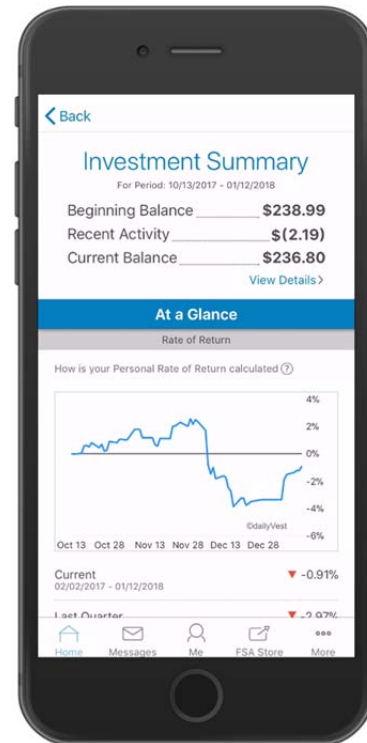 Back
Investment Summary
For Period: 10/13/2017 - 01/12/2018
Beginning Balance $238.99
Recent Activity $(2.19)
Current Balance $236.80
View Details >
At a Glance
Rate of Return
How is your Personal Rate of Return calculated ?
4%
2%
0%
-2%
-4%
-6%
©dailyVest
Oct 13 Oct 28 Nov 13 Nov 28 Dec 13 Dec 28
Current ▼ -0.91%
02/02/2017 - 01/12/2018
Last Quarter ▼ -2.97%
Home Messages Me FSA Store More